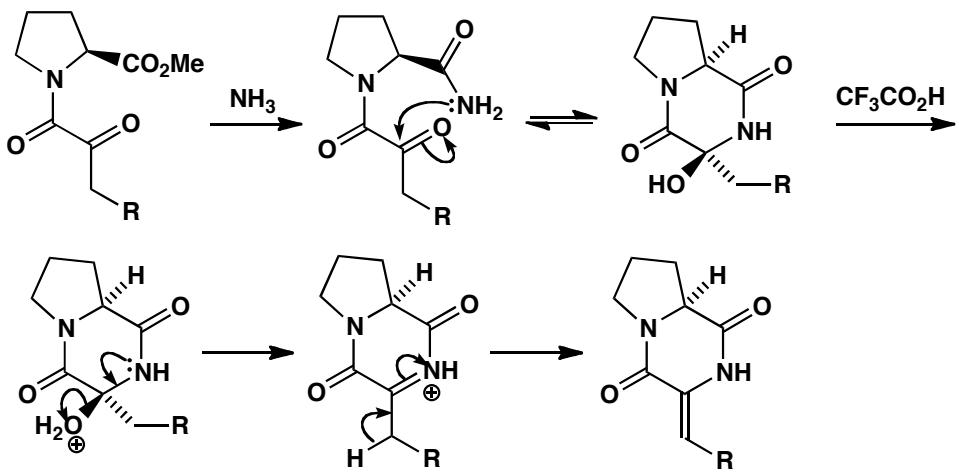 CO₂Me
N
O
O
R
NH₃
O
N
:NH₂
O
O
R
H
N
O
NH
O
HO
R
CF₃CO₂H
H
N
O
:NH
O
H₂O
⊕
R
H
N
O
NH
⊕
O
H
R
H
N
O
NH
O
R